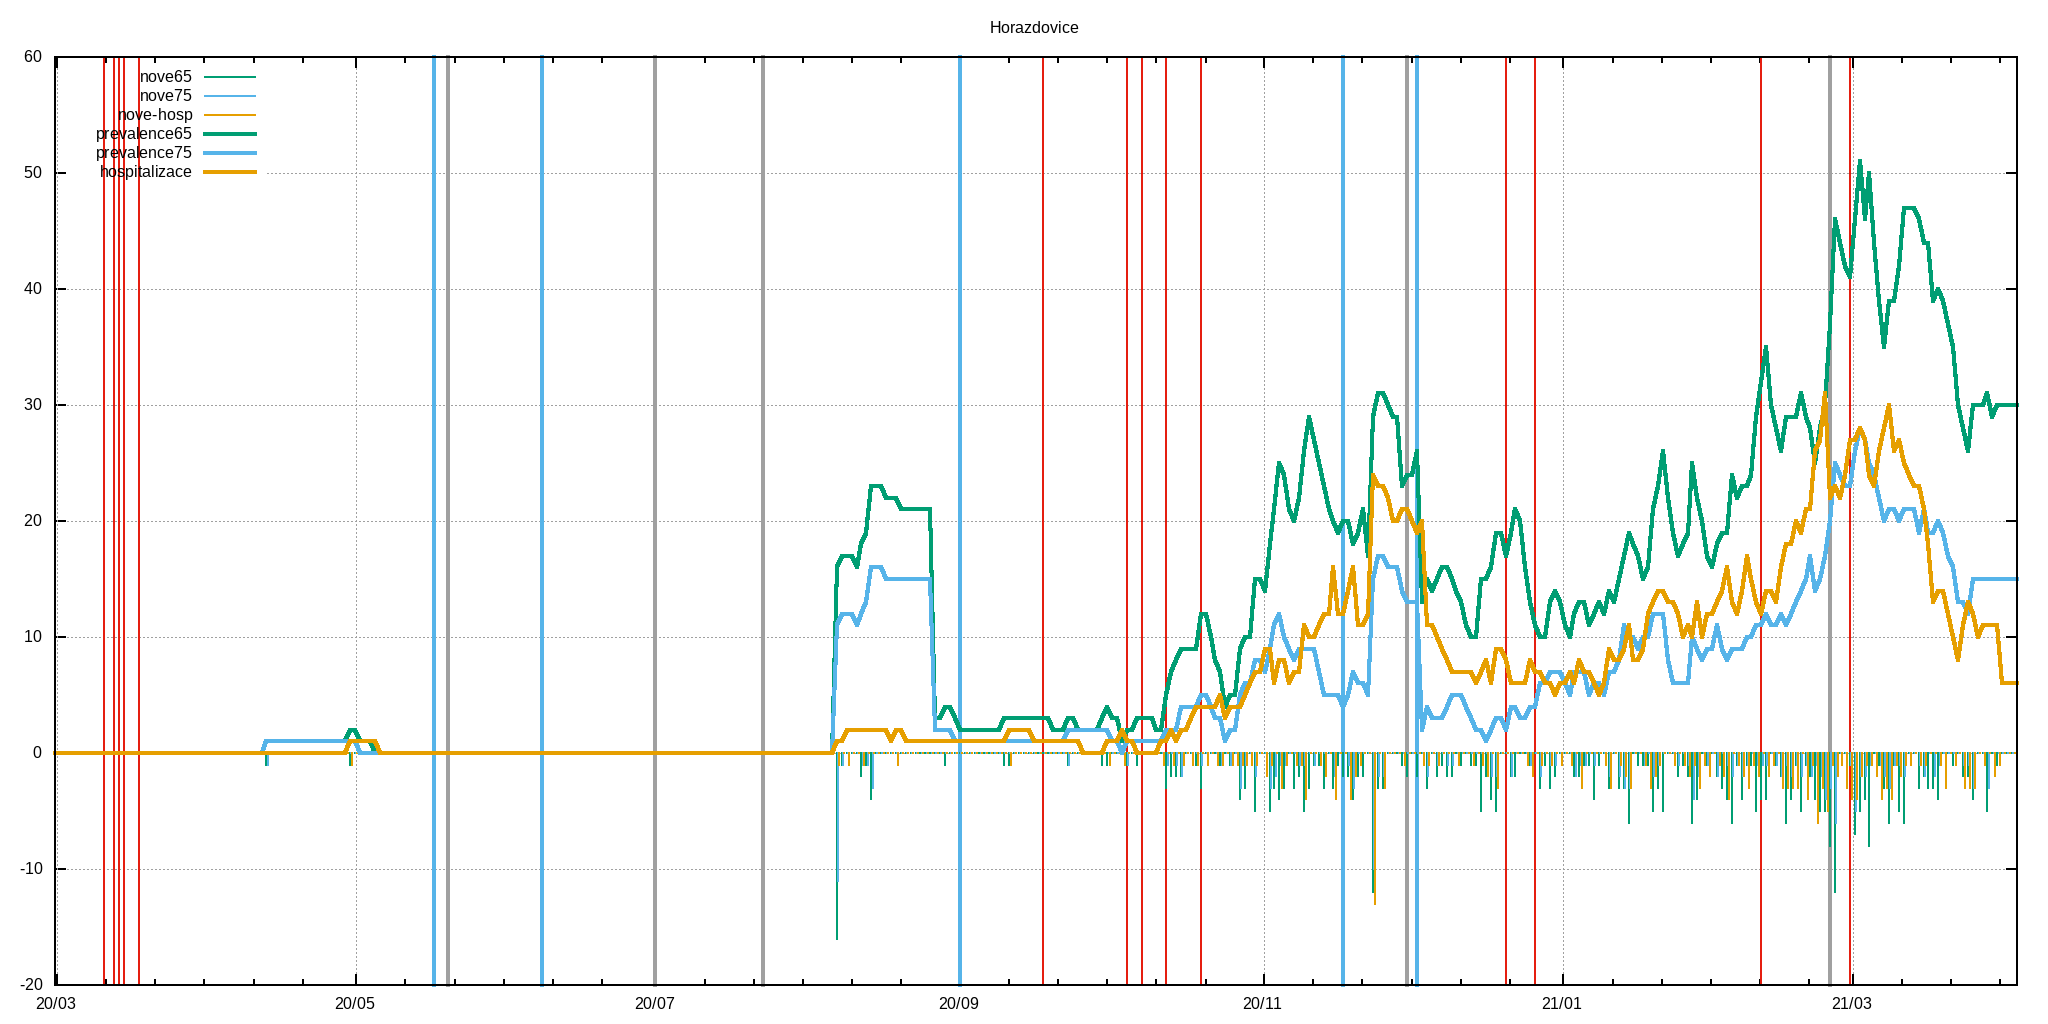 Horazdovice
60
50
40
30
20
10
0
-10
-20
nove65
nove75
nove-hosp
prevalence65
prevalence75
hospitalizace
20/03 20/05 20/07 20/09 20/11 21/01 21/03